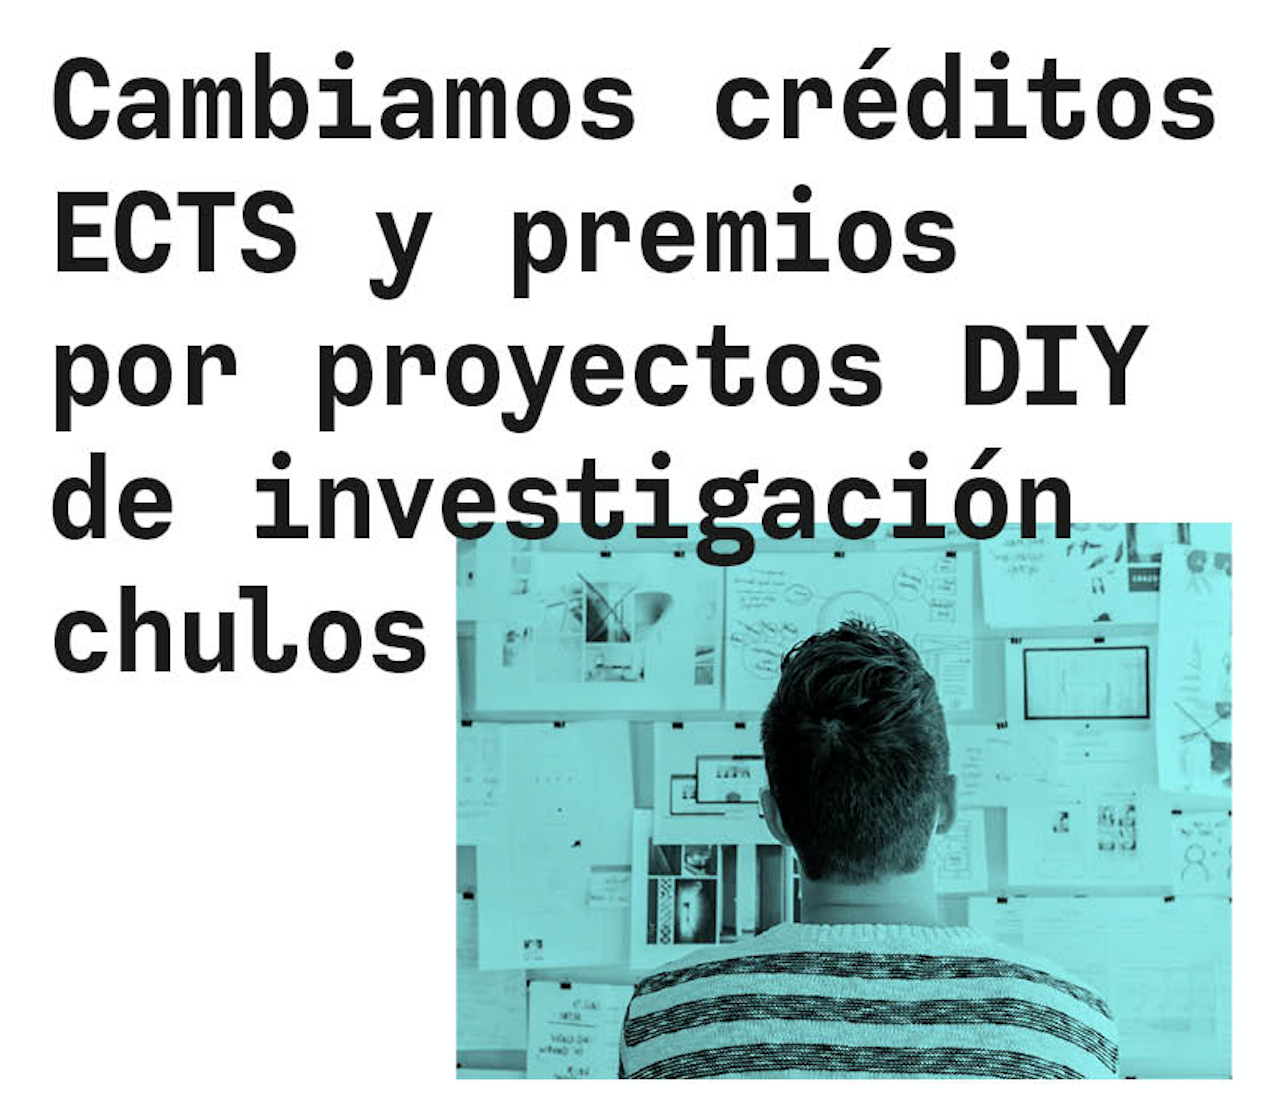 Cambiamos créditos
ECTS y premios
por proyectos DIY
de investigación
chulos